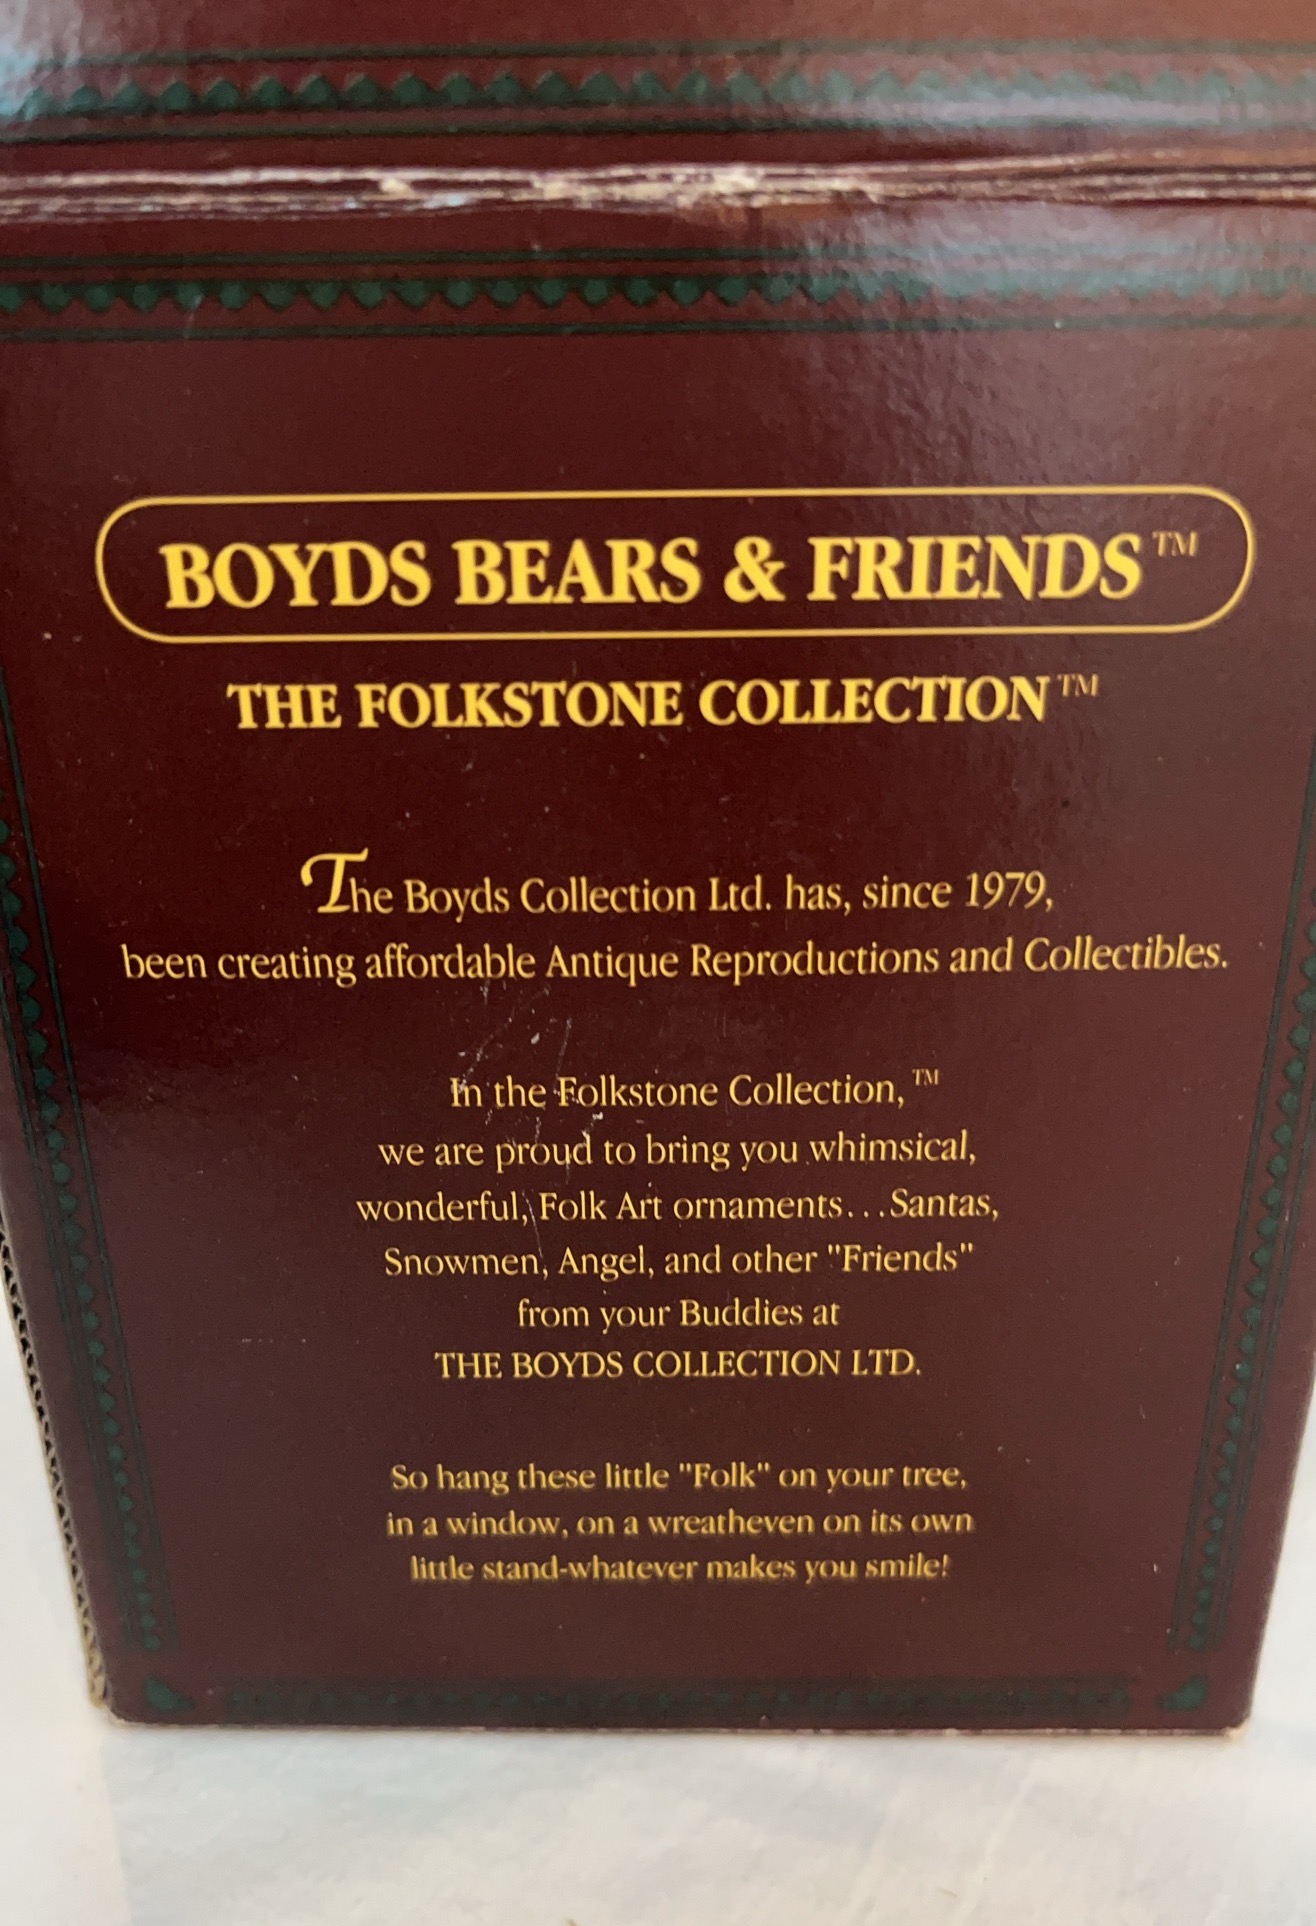 BOYDS BEARS & FRIENDS™
THE FOLKSTONE COLLECTION™
The Boyds Collection Ltd. has, since 1979,
been creating affordable Antique Reproductions and Collectibles.
In the Folkstone Collection,™
we are proud to bring you whimsical,
wonderful, Folk Art ornaments...Santas,
Snowmen, Angel, and other "Friends"
from your Buddies at
THE BOYDS COLLECTION LTD.
So hang these little "Folk" on your tree,
in a window, on a wreatheven on its own
little stand-whatever makes you smile!